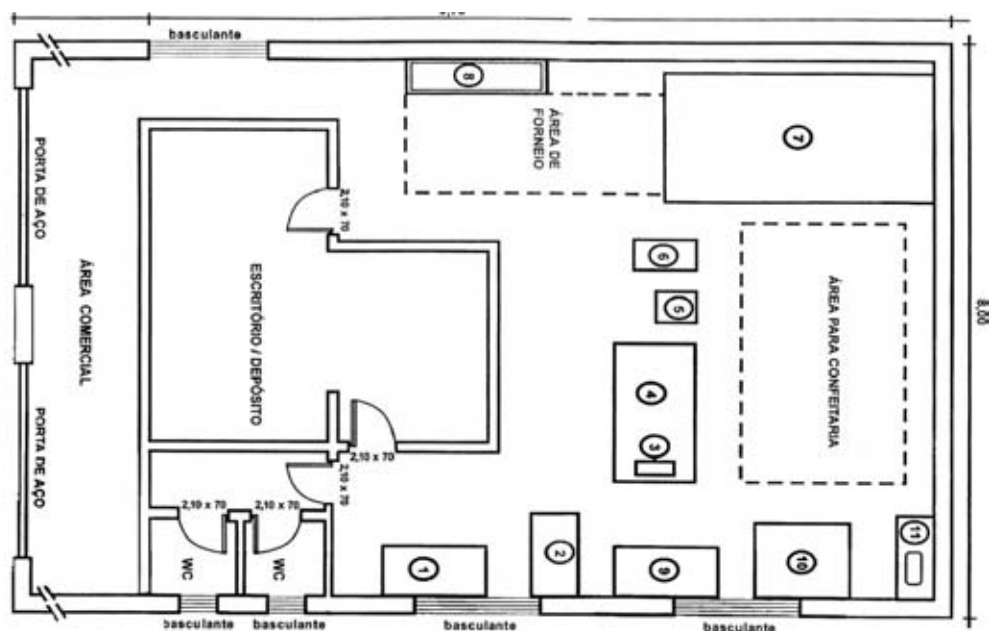 basculante
8
ÁREA DE
FORNEIO
7
PORTA DE AÇO
2,10 x 70
6
ÁREA COMERCIAL
ESCRITÓRIO / DEPÓSITO
5
ÁREA PARA CONFEITARIA
8,00
4
3
PORTA DE AÇO
2,10 x 70
2,10 x 70
2,10 x 70
2,10 x 70
11
2
10
1
9
WC
WC
basculante
basculante
basculante
basculante